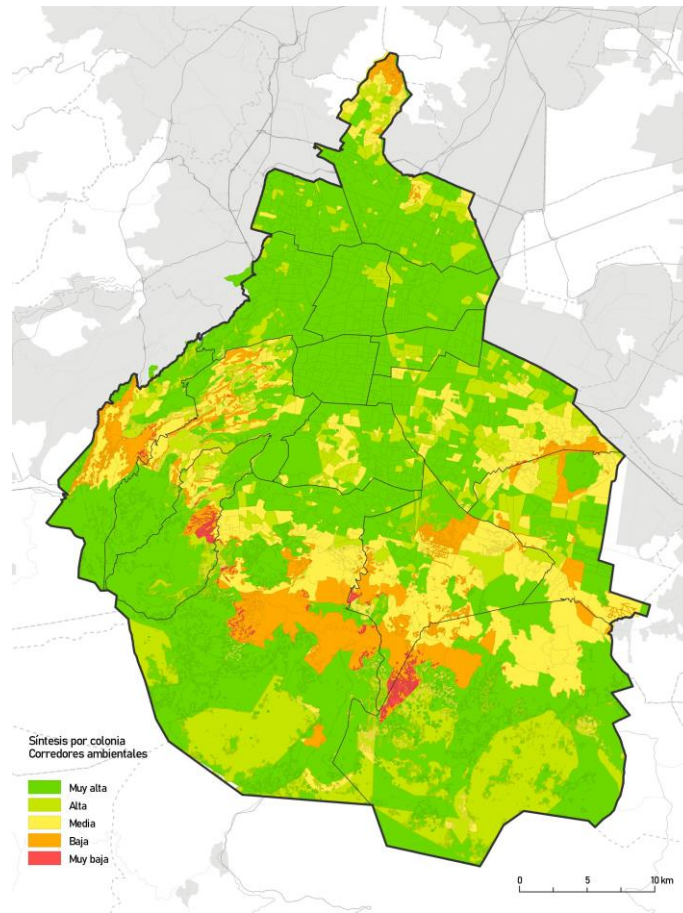 Síntesis por colonia
Corredores ambientales
Muy alta
Alta
Media
Baja
Muy baja
0 5 10 km